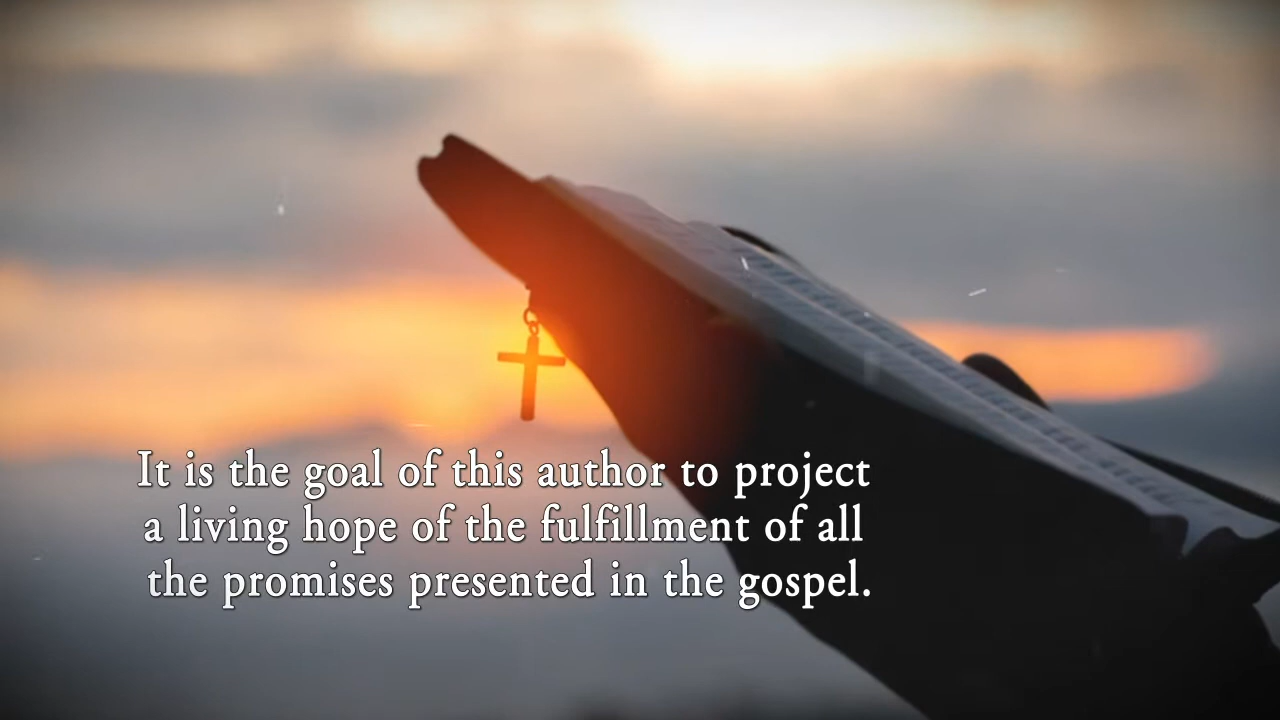 It is the goal of this author to project
a living hope of the fulfillment of all
the promises presented in the gospel.